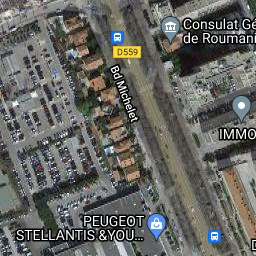 Consulat Gé
de Roumani
D559
Bd Michelet
IMMO
PEUGEOT
STELLANTIS &YOU...
D